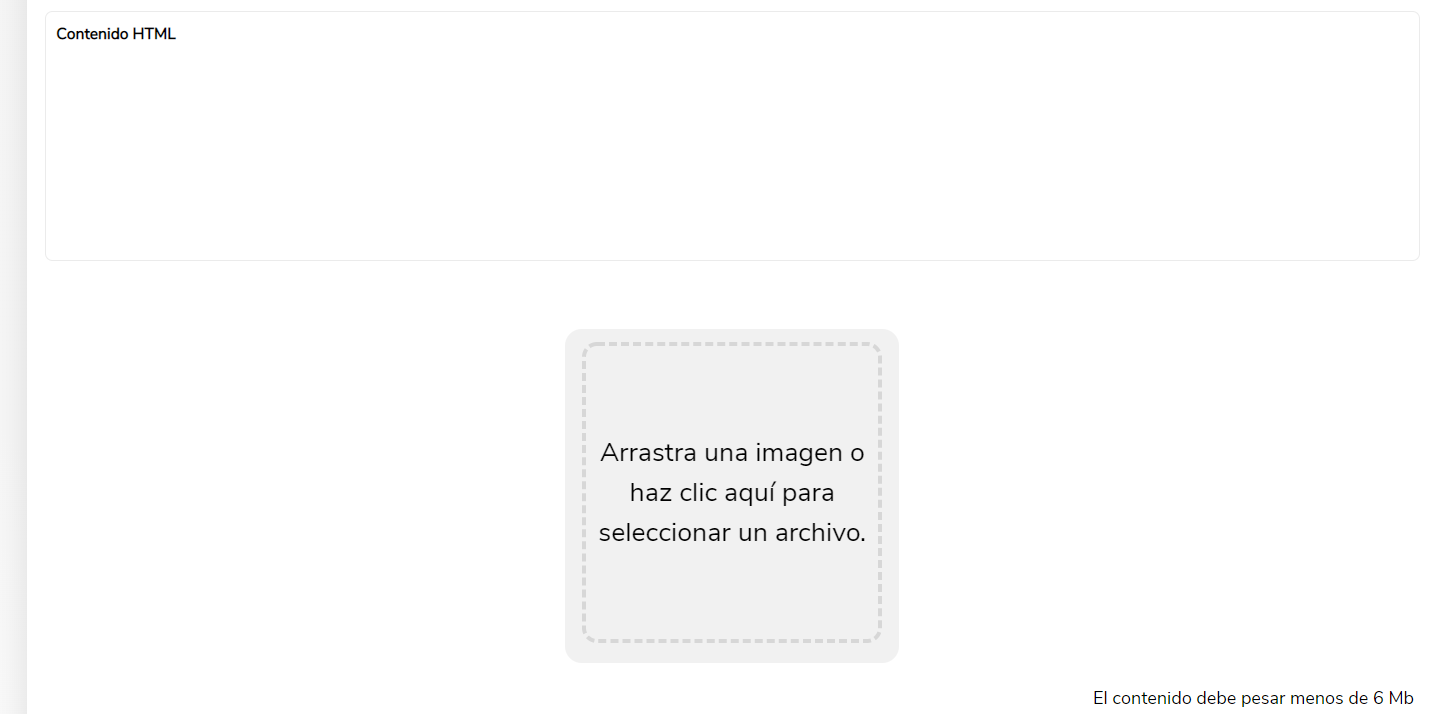 Contenido HTML
Arrastra una imagen o
haz clic aquí para
seleccionar un archivo.
El contenido debe pesar menos de 6 Mb